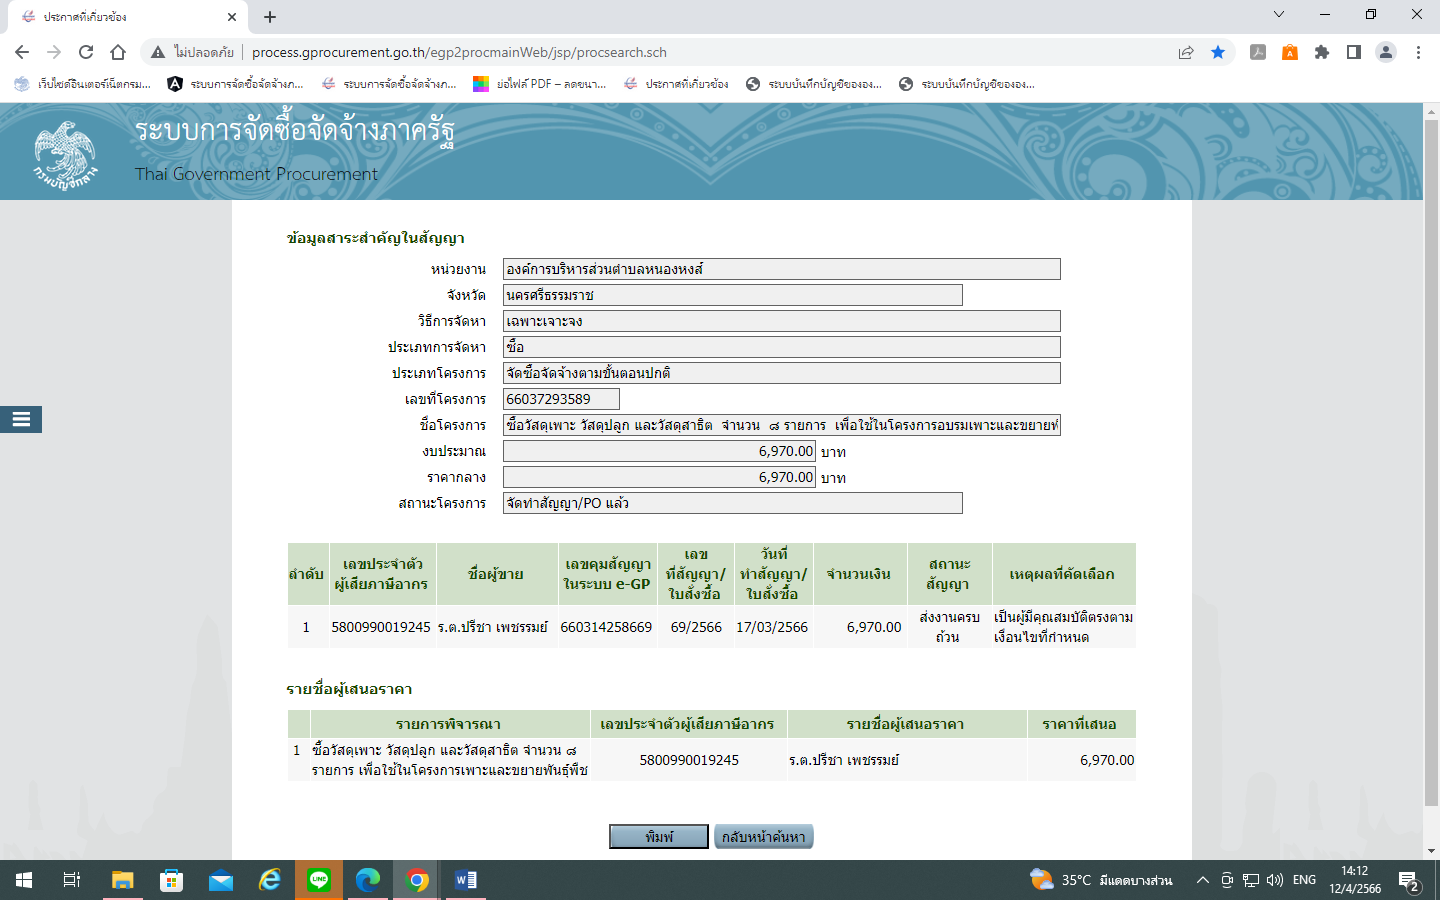 ประกาศที่เกี่ยวข้อง
ไม่ปลอดภัย process.gprocurement.go.th/egp2procmainWeb/jsp/procsearch.sch
เว็บไซต์อินเตอร์เน็ตกรม... ระบบการจัดซื้อจัดจ้างภ... ระบบการจัดซื้อจัดจ้างภ... ย่อไฟล์ PDF – ลดขนา... ประกาศที่เกี่ยวข้อง ระบบบันทึกบัญชีขององ... ระบบบันทึกบัญชีขององ...
ระบบการจัดซื้อจัดจ้างภาครัฐ
Thai Government Procurement
กรมบัญชีกลาง
ข้อมูลสาระสำคัญในสัญญา
หน่วยงาน องค์การบริหารส่วนตำบลหนองหงส์
จังหวัด นครศรีธรรมราช
วิธีการจัดหา เฉพาะเจาะจง
ประเภทการจัดหา ซื้อ
ประเภทโครงการ จัดซื้อจัดจ้างตามขั้นตอนปกติ
เลขที่โครงการ 66037293589
ชื่อโครงการ ซื้อวัสดุเพาะ วัสดุปลูก และวัสดุสาธิต จำนวน ๘ รายการ เพื่อใช้ในโครงการอบรมเพาะและขยายพั
งบประมาณ 6,970.00 บาท
ราคากลาง 6,970.00 บาท
สถานะโครงการ จัดทำสัญญา/PO แล้ว
ลำดับ เลขประจำตัว ผู้เสียภาษีอากร ชื่อผู้ขาย เลขคุมสัญญา ในระบบ e-GP เลข ที่สัญญา/ ใบสั่งซื้อ วันที่ ทำสัญญา/ ใบสั่งซื้อ จำนวนเงิน สถานะ สัญญา เหตุผลที่คัดเลือก
1 5800990019245 ร.ต.ปรีชา เพชรรมย์ 660314258669 69/2566 17/03/2566 6,970.00 ส่งงานครบ ถ้วน เป็นผู้มีคุณสมบัติตรงตาม เงื่อนไขที่กำหนด
รายชื่อผู้เสนอราคา
รายการพิจารณา เลขประจำตัวผู้เสียภาษีอากร รายชื่อผู้เสนอราคา ราคาที่เสนอ
1 ซื้อวัสดุเพาะ วัสดุปลูก และวัสดุสาธิต จำนวน ๘ รายการ เพื่อใช้ในโครงการเพาะและขยายพันธุ์พืช 5800990019245 ร.ต.ปรีชา เพชรรมย์ 6,970.00
พิมพ์ กลับหน้าค้นหา
35°C มีแดดบางส่วน ENG 14:12
12/4/2566 2